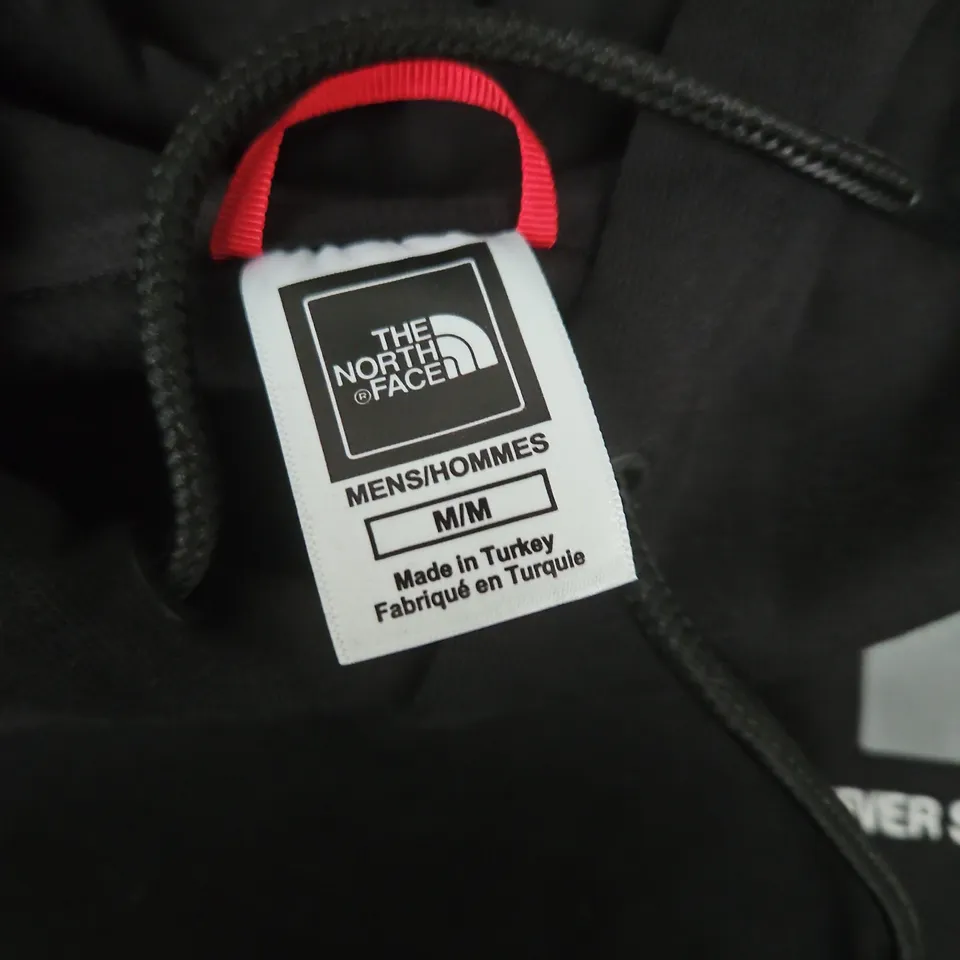 THE
NORTH
®FACE
MENS/HOMMES
M/M
Made in Turkey
Fabriqué en Turquie